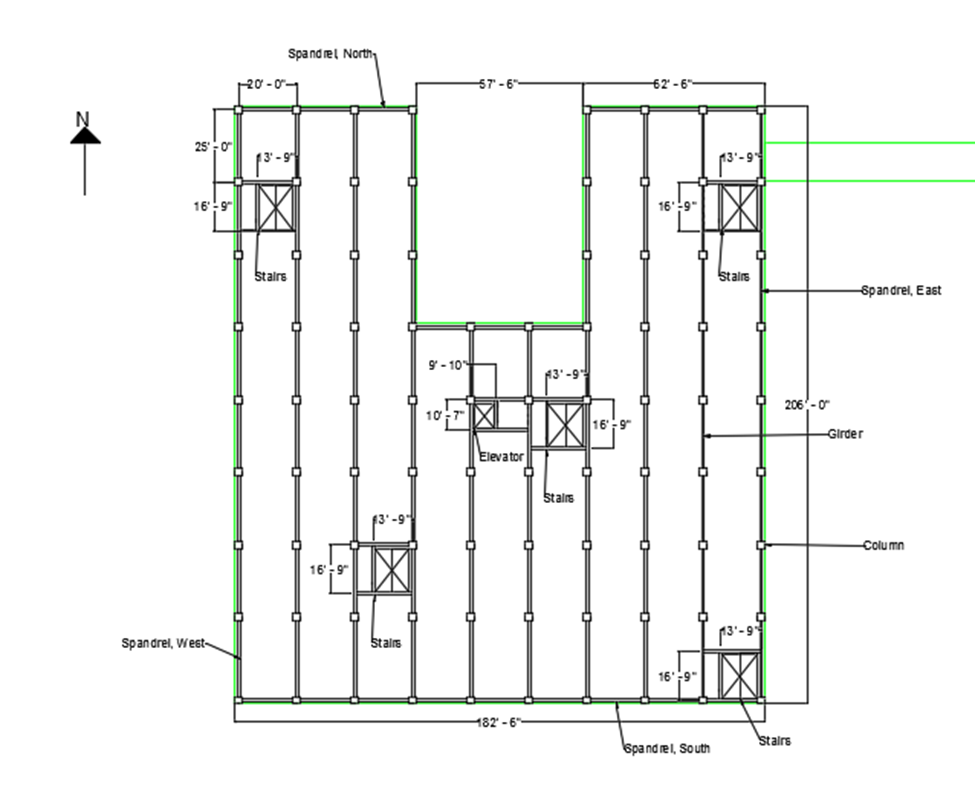 Spandrel, North
20' - 0"
57' - 6"
62' - 6"
N
25' - 0"
13' - 9"
13' - 9"
16' - 9"
16' - 9"
Stairs
Stairs
Spandrel, East
9' - 10"
13' - 9"
206' - 0"
10' - 7"
16' - 9"
Girder
Elevator
Stairs
13' - 9"
Column
16' - 9"
13' - 9"
Spandrel, West
Stairs
16' - 9"
182' - 6"
Stairs
Spandrel, South